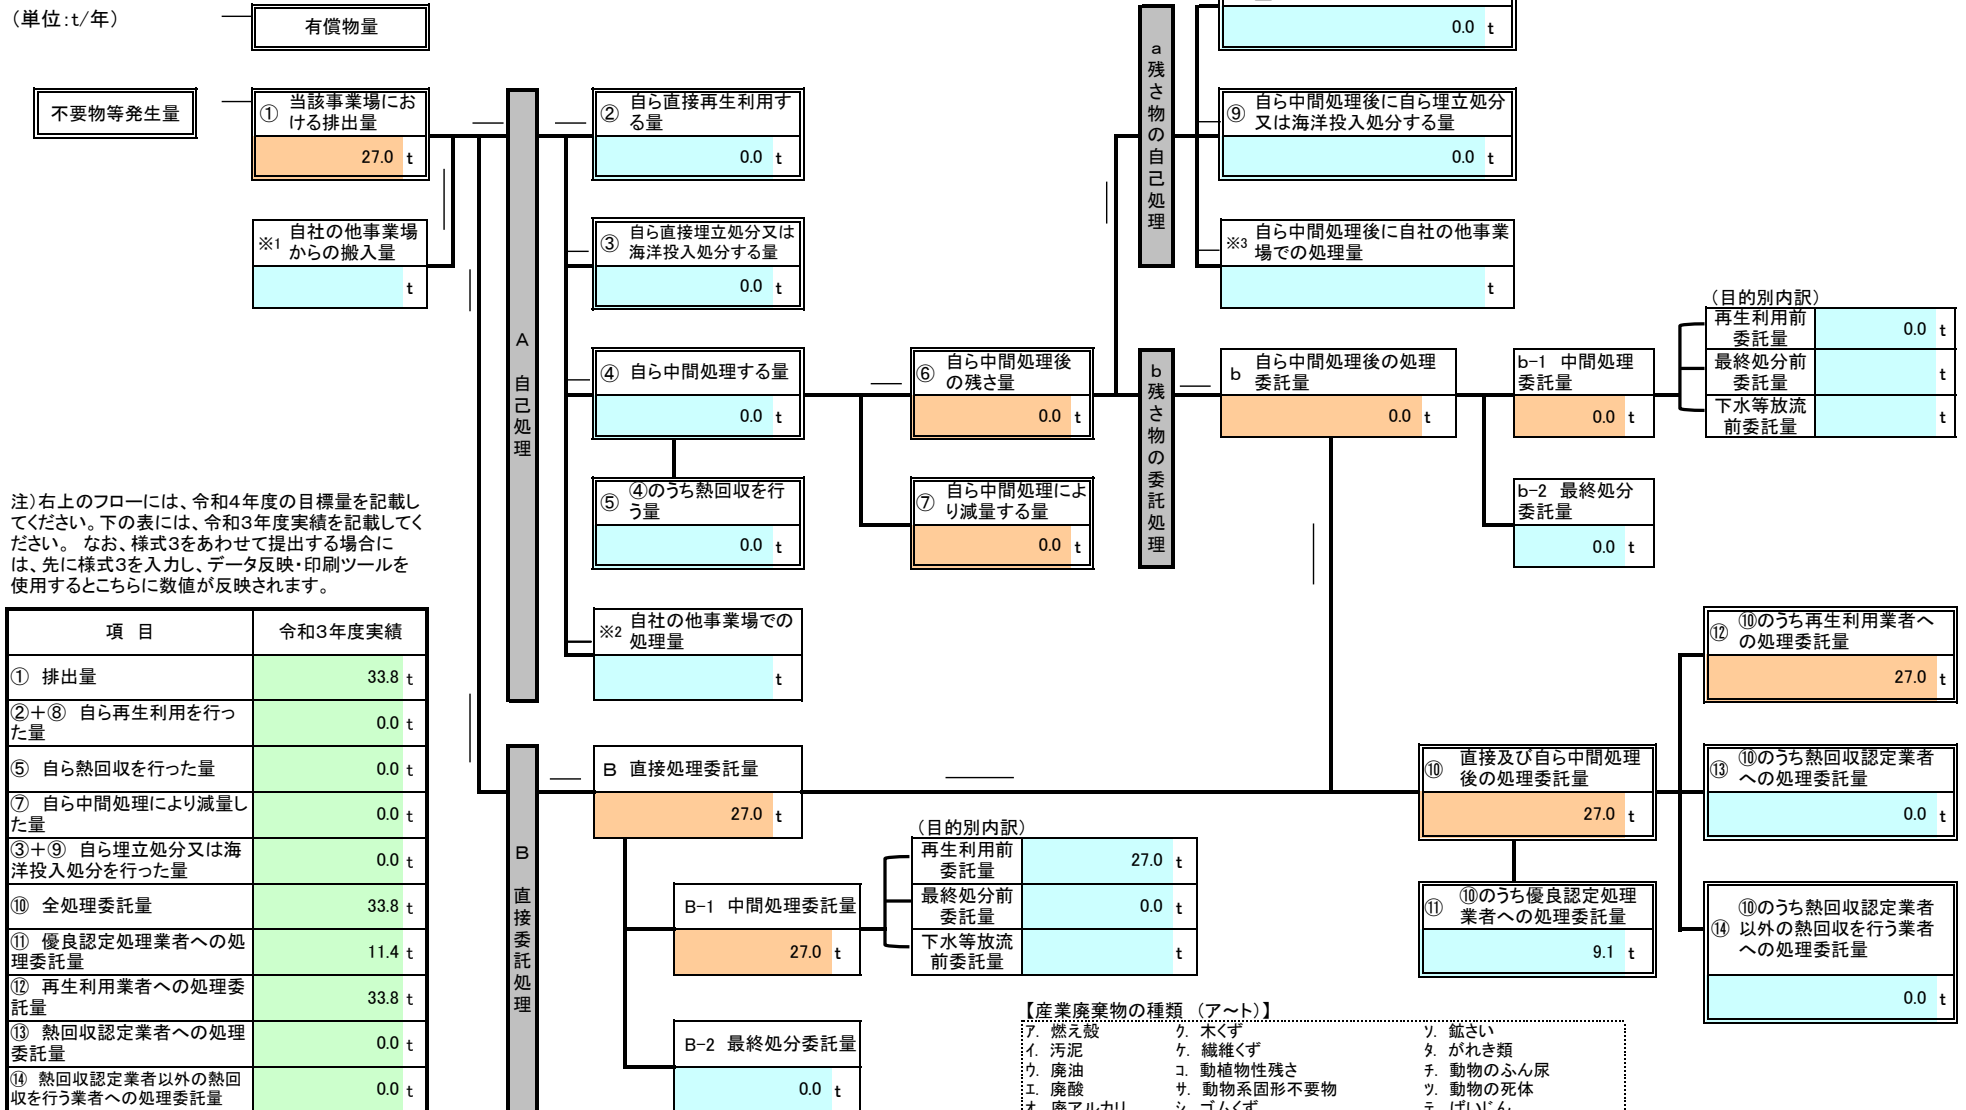 （単位：t/年）
有償物量
0.0 t
不要物等発生量
① 当該事業場にお
ける排出量
27.0 t
※1 自社の他事業場
からの搬入量
t
A 自己処理
② 自ら直接再生利用す
る量
0.0 t
③ 自ら直接埋立処分又は
海洋投入処分する量
0.0 t
④ 自ら中間処理する量
0.0 t
⑤ ④のうち熱回収を行
う量
0.0 t
※2 自社の他事業場での
処理量
t
⑥ 自ら中間処理後
の残さ量
0.0 t
⑦ 自ら中間処理によ
り減量する量
0.0 t
a 残さ物の自己処理
⑨ 自ら中間処理後に自ら埋立処分
又は海洋投入処分する量
0.0 t
※3 自ら中間処理後に自社の他事業
場での処理量
t
b 残さ物の委託処理
b 自ら中間処理後の処理
委託量
0.0 t
b-1 中間処理
委託量
0.0 t
b-2 最終処分
委託量
0.0 t
（目的別内訳）
再生利用前
委託量
0.0 t
最終処分前
委託量
t
下水等放流
前委託量
t
注）右上のフローには、令和４年度の目標量を記載し
てください。下の表には、令和３年度実績を記載してく
ださい。 なお、様式３をあわせて提出する場合に
は、先に様式３を入力し、データ反映・印刷ツールを
使用するとこちらに数値が反映されます。
項 目 令和３年度実績
① 排出量 33.8 t
②＋⑧ 自ら再生利用を行っ
た量
0.0 t
⑤ 自ら熱回収を行った量 0.0 t
⑦ 自ら中間処理により減量し
た量
0.0 t
③＋⑨ 自ら埋立処分又は海
洋投入処分を行った量
0.0 t
⑩ 全処理委託量 33.8 t
⑪ 優良認定処理業者への処
理委託量
11.4 t
⑫ 再生利用業者への処理委
託量
33.8 t
⑬ 熱回収認定業者への処理
委託量
0.0 t
⑭ 熱回収認定業者以外の熱回
収を行う業者への処理委託量
0.0 t
B 直接委託処理
B 直接処理委託量
27.0 t
B-1 中間処理委託量
27.0 t
B-2 最終処分委託量
0.0 t
（目的別内訳）
再生利用前
委託量
27.0 t
最終処分前
委託量
0.0 t
下水等放流
前委託量
t
⑩ 直接及び自ら中間処理
後の処理委託量
27.0 t
⑪ ⑩のうち優良認定処理
業者への処理委託量
9.1 t
⑫ ⑩のうち再生利用業者へ
の処理委託量
27.0 t
⑬ ⑩のうち熱回収認定業者
への処理委託量
0.0 t
⑭ ⑩のうち熱回収認定業者
以外の熱回収を行う業者
への処理委託量
0.0 t
【産業廃棄物の種類 （ア～ト）】
ｱ. 燃え殻 ｸ. 木くず ｿ. 鉱さい
ｲ. 汚泥 ｹ. 繊維くず ﾀ. がれき類
ｳ. 廃油 ｺ. 動植物性残さ ﾁ. 動物のふん尿
ｴ. 廃酸 ｻ. 動物系固形不要物 ﾂ. 動物の死体
ｵ. 廃アルカリ ｼ. ゴムくず ﾃ. ばいじん